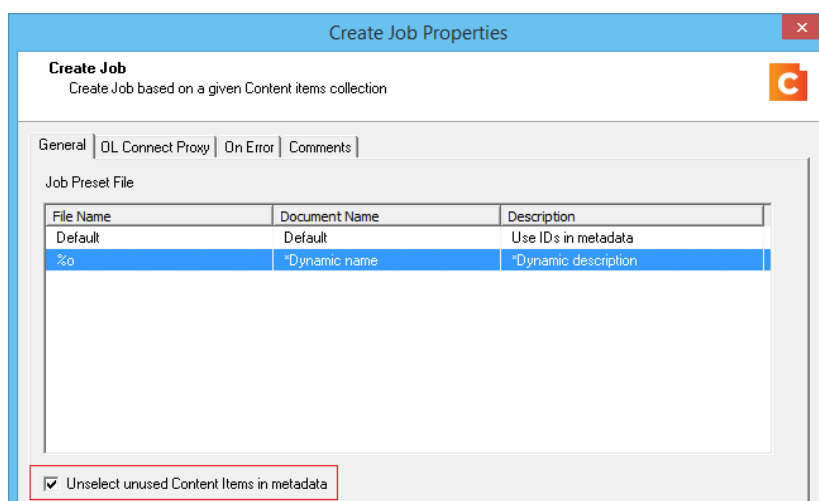 Create Job Properties
Create Job
Create Job based on a given Content items collection
C
General OL Connect Proxy On Error Comments
Job Preset File
File Name Document Name Description
Default Default Use IDs in metadata
%o *Dynamic name *Dynamic description
Unselect unused Content Items in metadata